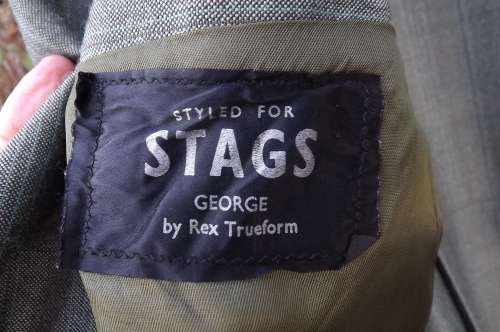 STYLED FOR
STAGS
GEORGE
by Rex Trueform